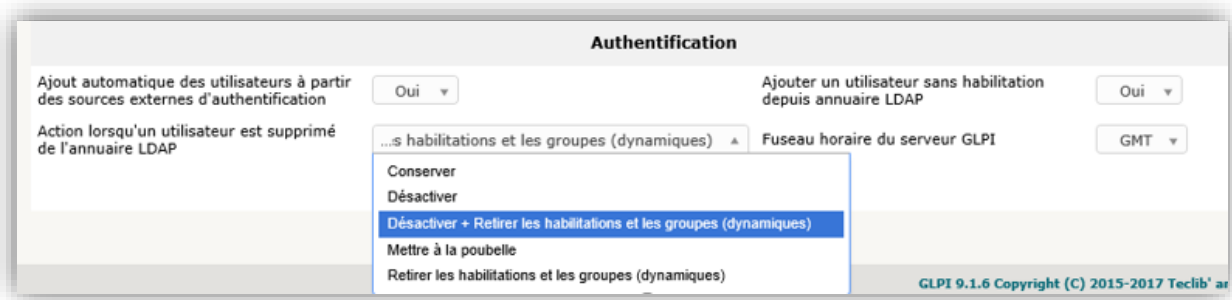 Authentification
Ajout automatique des utilisateurs à partir
des sources externes d'authentification
Oui
Ajouter un utilisateur sans habilitation
depuis annuaire LDAP
Oui
Action lorsqu'un utilisateur est supprimé
de l'annuaire LDAP
...s habilitations et les groupes (dynamiques)
Fuseau horaire du serveur GLPI
GMT
Conserver
Désactiver
Désactiver + Retirer les habilitations et les groupes (dynamiques)
Mettre à la poubelle
Retirer les habilitations et les groupes (dynamiques)
GLPI 9.1.6 Copyright (C) 2015-2017 Teclib'